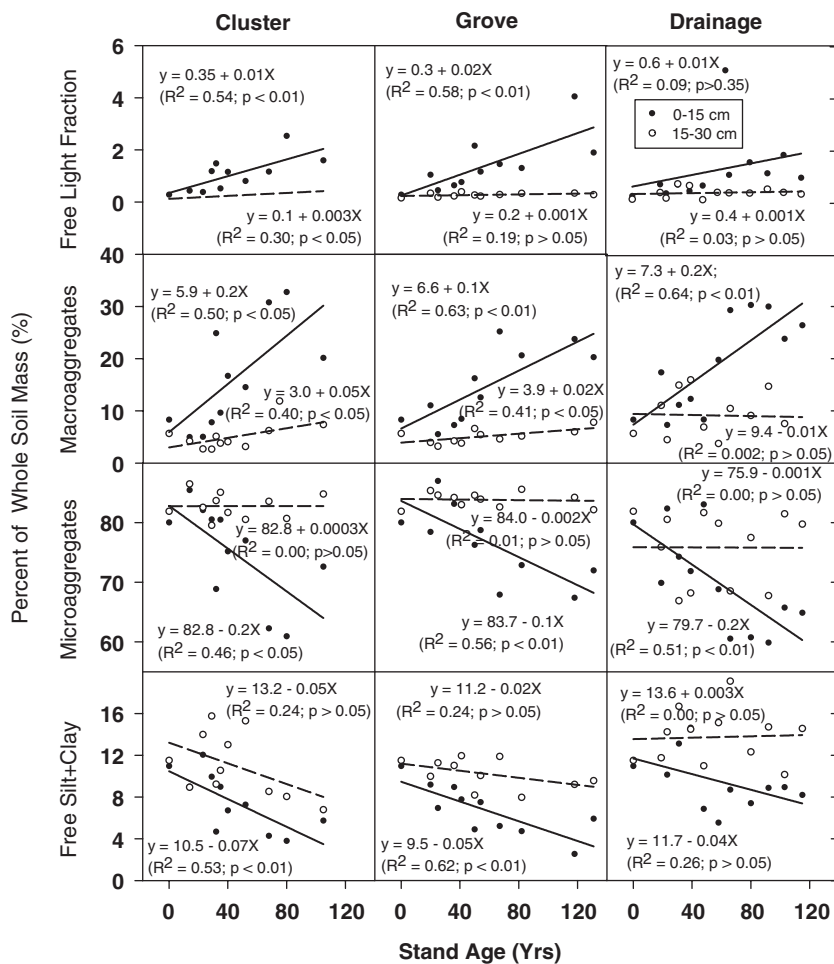 Cluster Grove Drainage
Percent of Whole Soil Mass (%)
Free Light Fraction
6
4
2
0
y = 0.35 + 0.01X
(R2 = 0.54; p < 0.01)
y = 0.1 + 0.003X
(R2 = 0.30; p < 0.05)
y = 0.3 + 0.02X
(R2 = 0.58; p < 0.01)
y = 0.2 + 0.001X
(R2 = 0.19; p > 0.05)
y = 0.6 + 0.01X
(R2 = 0.09; p>0.35)
0-15 cm
15-30 cm
y = 0.4 + 0.001X
(R2 = 0.03; p > 0.05)
Macroaggregates
40
30
20
10
0
y = 5.9 + 0.2X
(R2 = 0.50; p < 0.05)
y = 3.0 + 0.05X
(R2 = 0.40; p < 0.05)
y = 6.6 + 0.1X
(R2 = 0.63; p < 0.01)
y = 3.9 + 0.02X
(R2 = 0.41; p < 0.05)
y = 7.3 + 0.2X;
(R2 = 0.64; p < 0.01)
y = 9.4 - 0.01X
(R2 = 0.002; p > 0.05)
Microaggregates
80
70
60
y = 82.8 + 0.0003X
(R2 = 0.00; p>0.05)
y = 82.8 - 0.2X
(R2 = 0.46; p < 0.05)
y = 84.0 - 0.002X
(R2 = 0.01; p > 0.05)
y = 83.7 - 0.1X
(R2 = 0.56; p < 0.01)
y = 75.9 - 0.001X
(R2 = 0.00; p > 0.05)
y = 79.7 - 0.2X
(R2 = 0.51; p < 0.01)
Free Silt+Clay
16
12
8
4
0
y = 13.2 - 0.05X
(R2 = 0.24; p > 0.05)
y = 10.5 - 0.07X
(R2 = 0.53; p < 0.01)
y = 11.2 - 0.02X
(R2 = 0.24; p > 0.05)
y = 9.5 - 0.05X
(R2 = 0.62; p < 0.01)
y = 13.6 + 0.003X
(R2 = 0.00; p > 0.05)
y = 11.7 - 0.04X
(R2 = 0.26; p > 0.05)
0 40 80 120 0 40 80 120 0 40 80 120
Stand Age (Yrs)